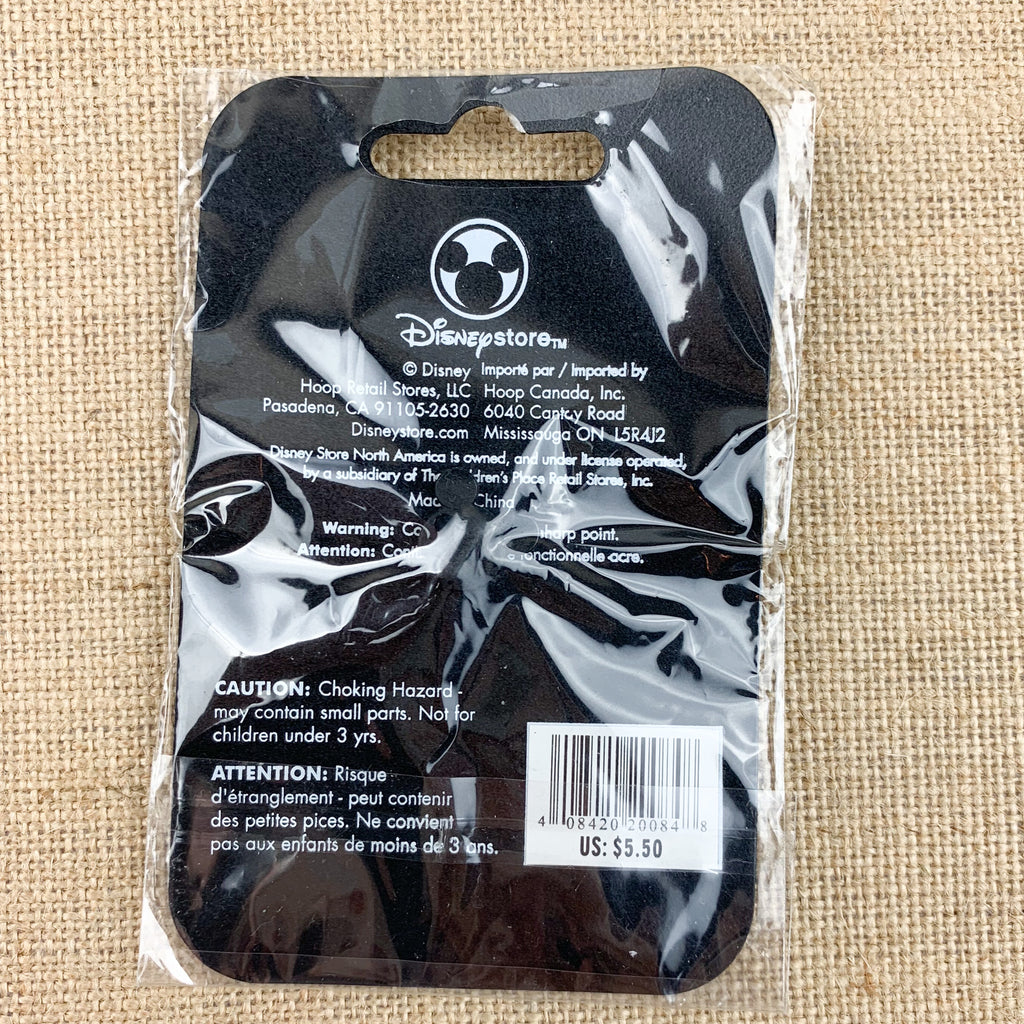 Disneystore™
© Disney Importé par / Imported by
Hoop Retail Stores, LLC Hoop Canada, Inc.
Pasadena, CA 91105-2630 6040 Cantay Road
Disneystore.com Mississauga ON L5R4J2
Disney Store North America is owned, and under license operated,
by a subsidiary of The Children's Place Retail Stores, Inc.
China
Warning: sharp point.
Attention: fonctionnelle acre.
CAUTION: Choking Hazard -
may contain small parts. Not for
children under 3 yrs.
ATTENTION: Risque
d'étranglement - peut contenir
des petites pices. Ne convient
pas aux enfants de moins de 3 ans.
4 08420 20084 8
US: $5.50